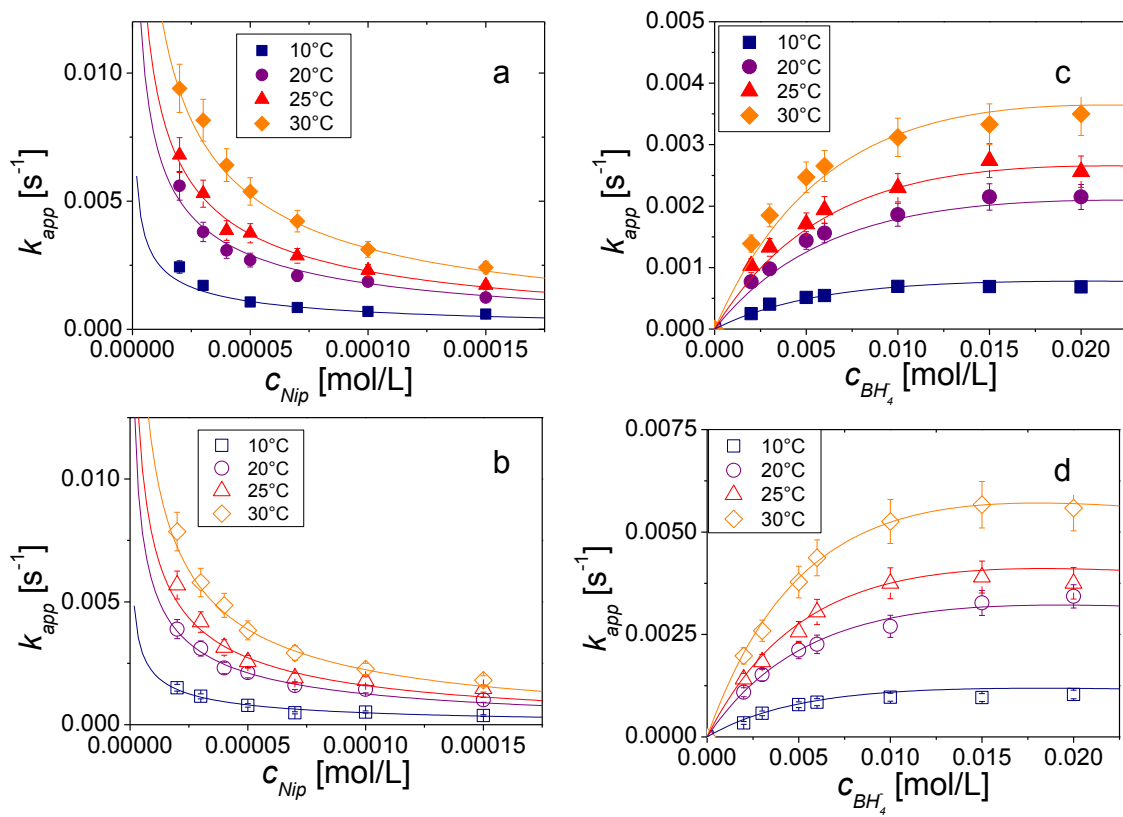 a
10°C
20°C
25°C
30°C
0.010
0.005
0.000
k_app [s⁻¹]
0.00000 0.00005 0.00010 0.00015
c_Nip [mol/L]
c
10°C
20°C
25°C
30°C
0.005
0.004
0.003
0.002
0.001
0.000
k_app [s⁻¹]
0.000 0.005 0.010 0.015 0.020
c_BH₄⁻ [mol/L]
b
10°C
20°C
25°C
30°C
0.010
0.005
0.000
k_app [s⁻¹]
0.00000 0.00005 0.00010 0.00015
c_Nip [mol/L]
d
10°C
20°C
25°C
30°C
0.0075
0.0050
0.0025
0.0000
k_app [s⁻¹]
0.000 0.005 0.010 0.015 0.020
c_BH₄⁻ [mol/L]